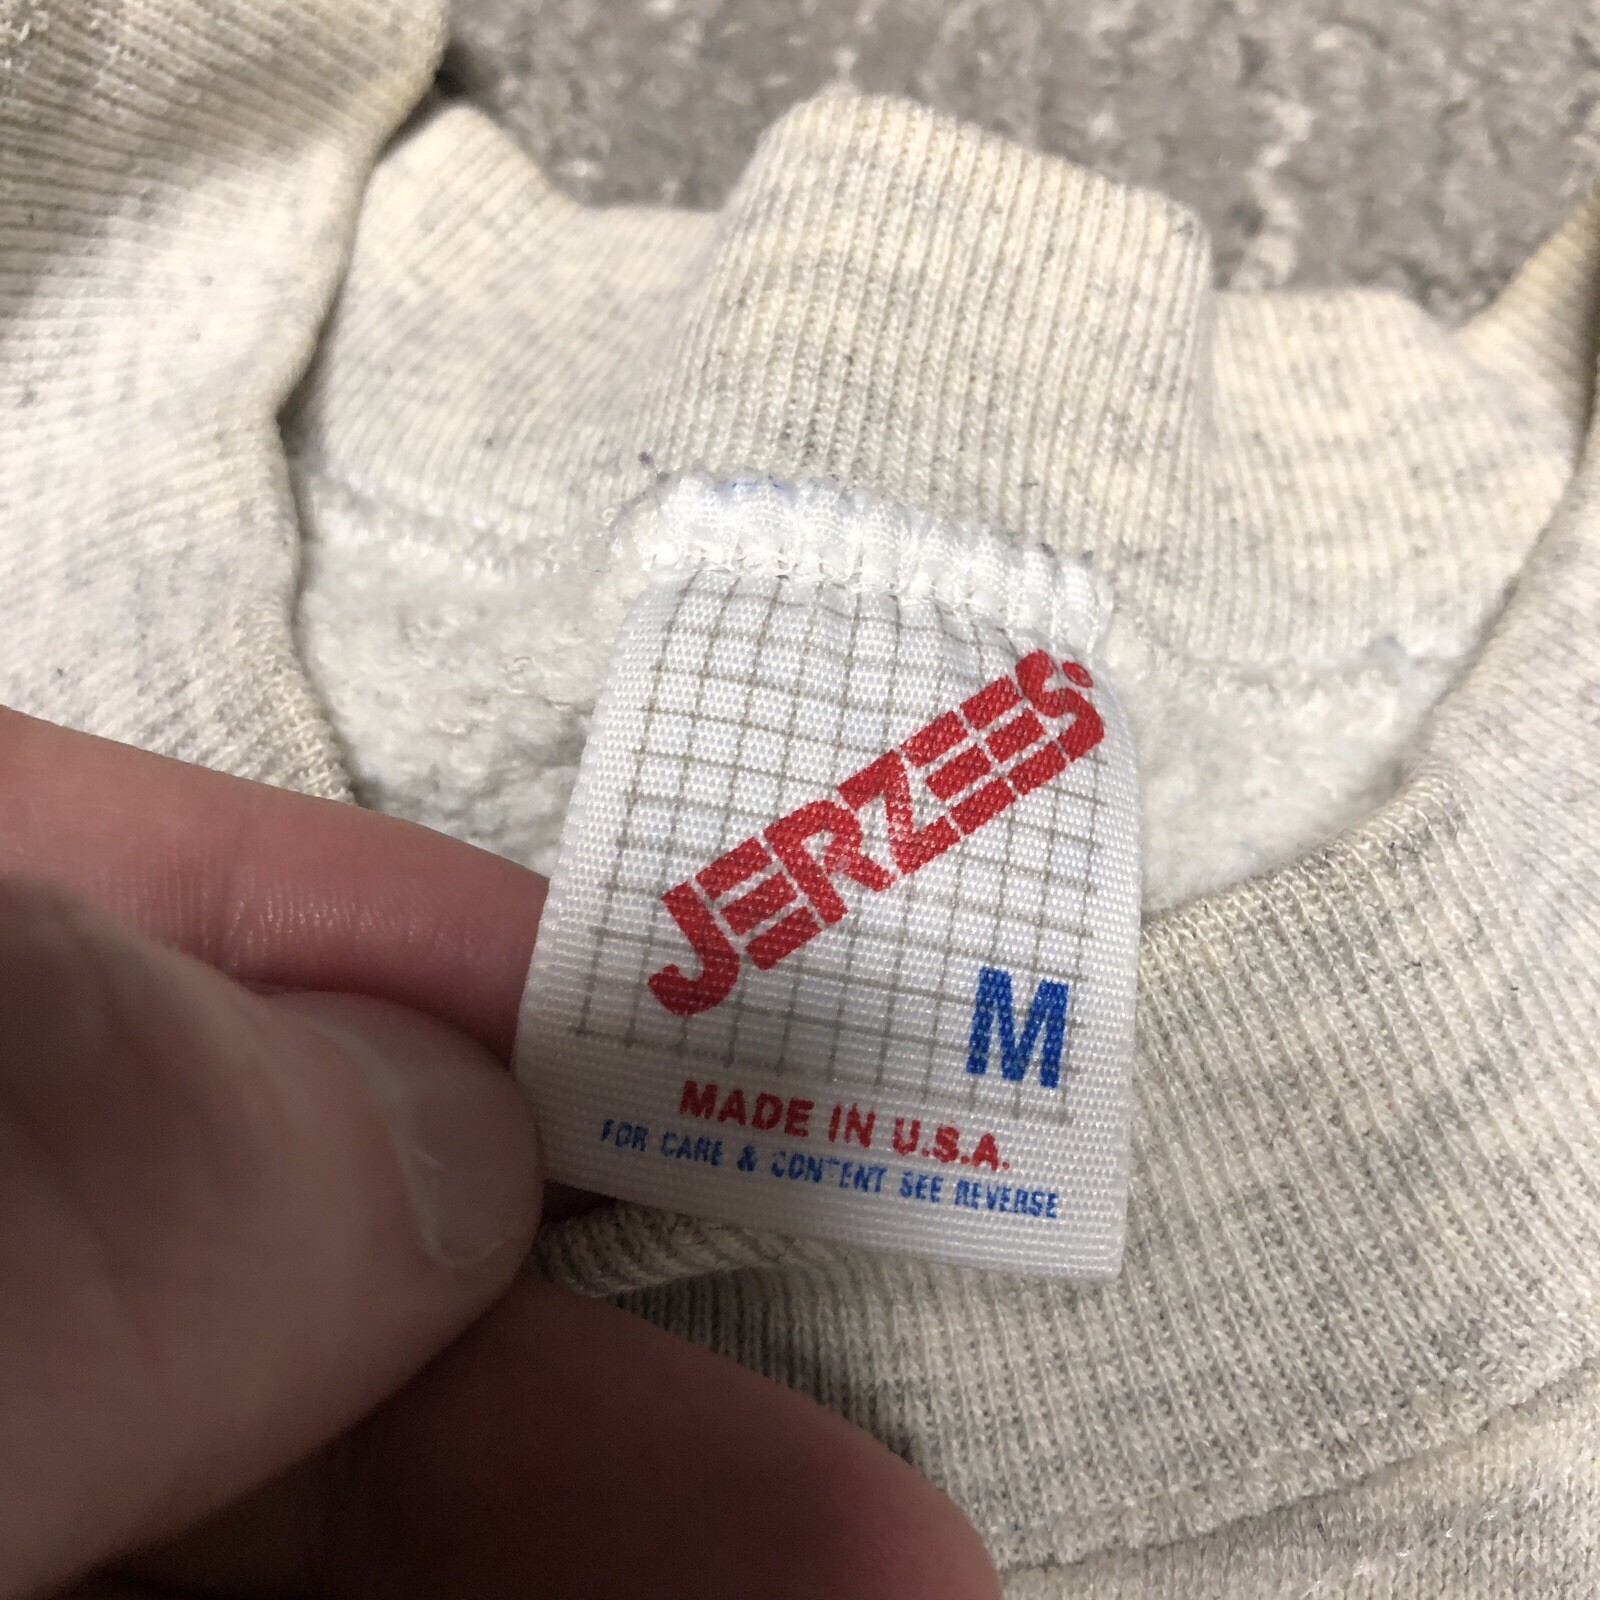 JERZEES
M
MADE IN U.S.A.
FOR CARE & CONTENT SEE REVERSE